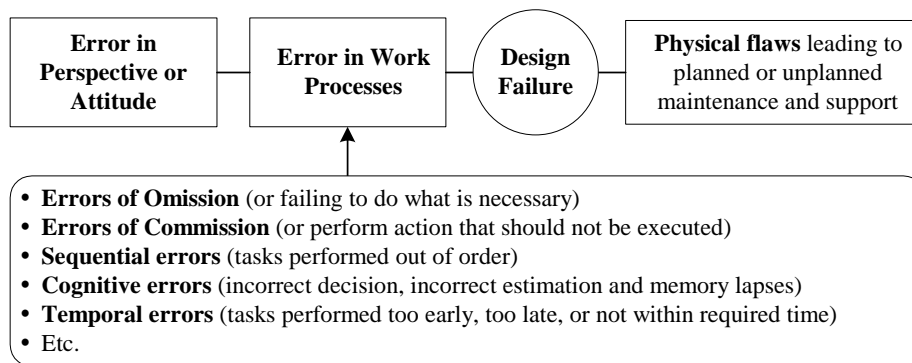 Error in
Perspective or
Attitude
Error in Work
Processes
Design
Failure
Physical flaws leading to
planned or unplanned
maintenance and support
• Errors of Omission (or failing to do what is necessary)
• Errors of Commission (or perform action that should not be executed)
• Sequential errors (tasks performed out of order)
• Cognitive errors (incorrect decision, incorrect estimation and memory lapses)
• Temporal errors (tasks performed too early, too late, or not within required time)
• Etc.